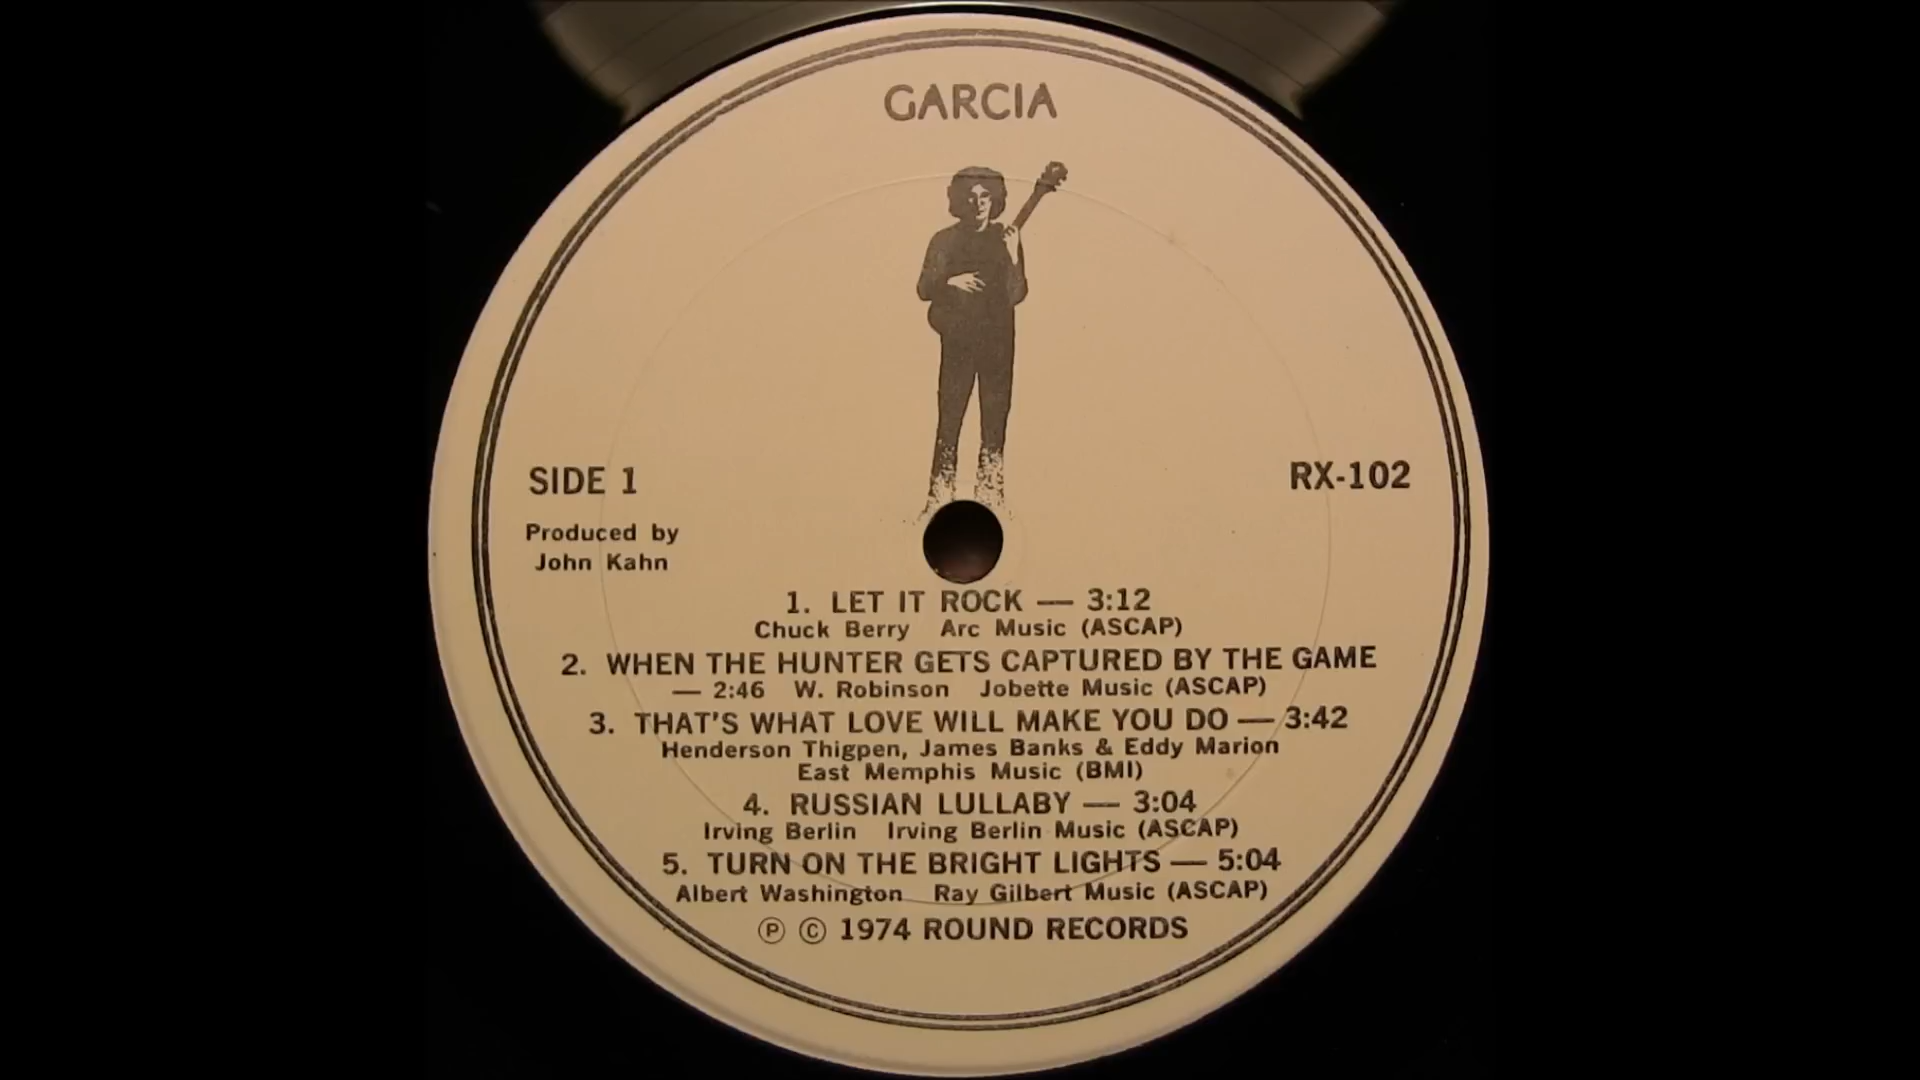 GARCIA
SIDE 1
RX-102
Produced by
John Kahn
1. LET IT ROCK — 3:12
Chuck Berry Arc Music (ASCAP)
2. WHEN THE HUNTER GETS CAPTURED BY THE GAME
— 2:46 W. Robinson Jobette Music (ASCAP)
3. THAT'S WHAT LOVE WILL MAKE YOU DO — 3:42
Henderson Thigpen, James Banks & Eddy Marion
East Memphis Music (BMI)
4. RUSSIAN LULLABY — 3:04
Irving Berlin Irving Berlin Music (ASCAP)
5. TURN ON THE BRIGHT LIGHTS — 5:04
Albert Washington Ray Gilbert Music (ASCAP)
Ⓟ Ⓒ 1974 ROUND RECORDS